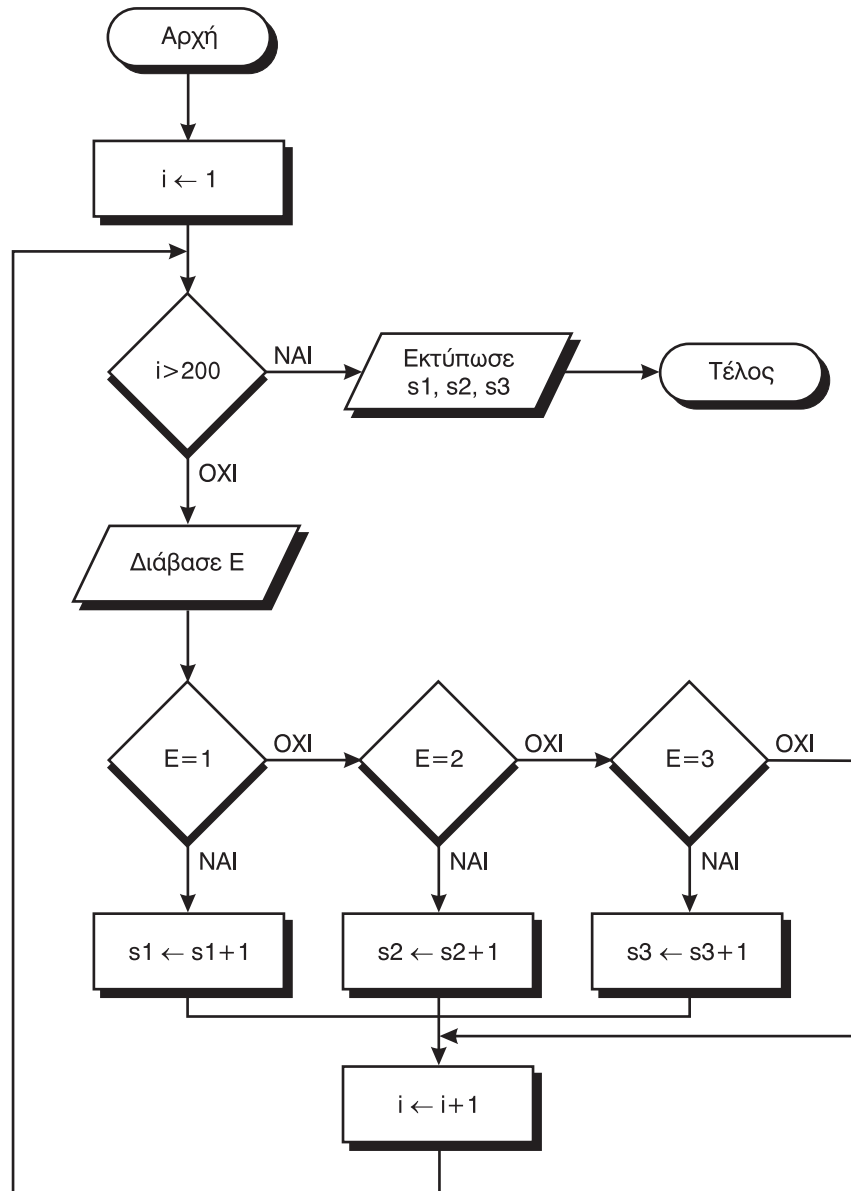 Αρχή
i ← 1
i>200
ΝΑΙ
Εκτύπωσε
s1, s2, s3
Τέλος
ΟΧΙ
Διάβασε Ε
Ε=1
ΟΧΙ
Ε=2
ΟΧΙ
Ε=3
ΟΧΙ
ΝΑΙ
ΝΑΙ
ΝΑΙ
s1 ← s1+1
s2 ← s2+1
s3 ← s3+1
i ← i+1